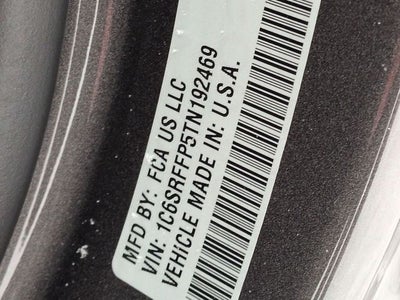 MFD BY: FCA US LLC
VIN: 1C6SRFFP5TN192469
VEHICLE MADE IN: U.S.A.